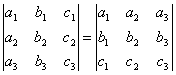 | a₁ b₁ c₁ | = | a₁ a₂ a₃ |
| a₂ b₂ c₂ | = | b₁ b₂ b₃ |
| a₃ b₃ c₃ | = | c₁ c₂ c₃ |